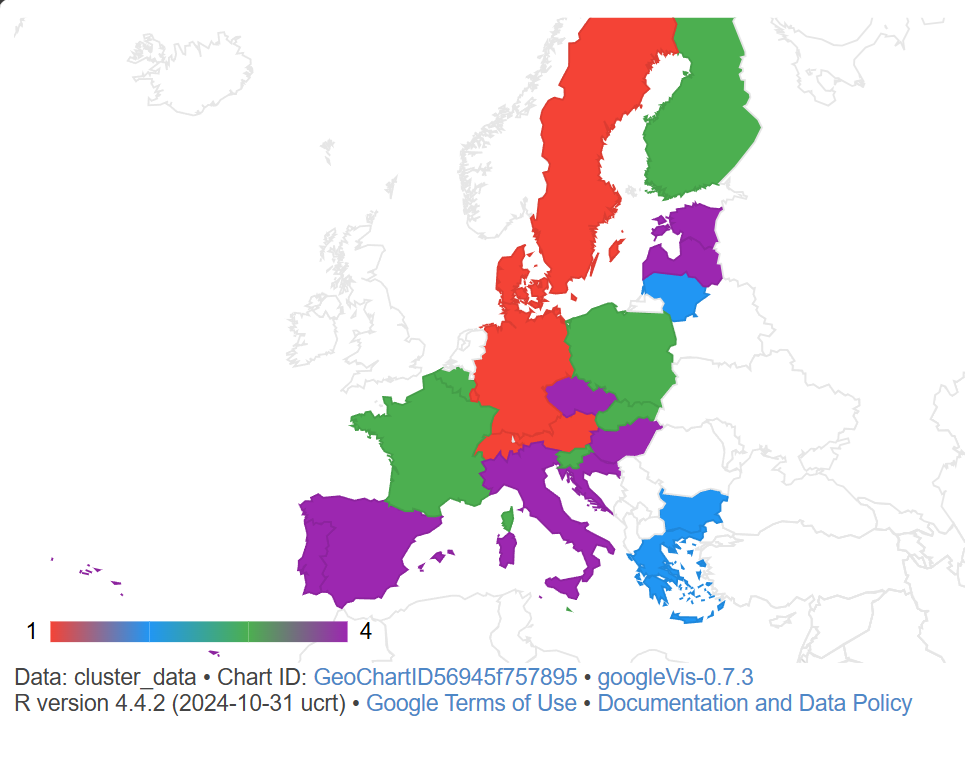 1 4
Data: cluster_data • Chart ID: GeoChartID56945f757895 • googleVis-0.7.3
R version 4.4.2 (2024-10-31 ucrt) • Google Terms of Use • Documentation and Data Policy